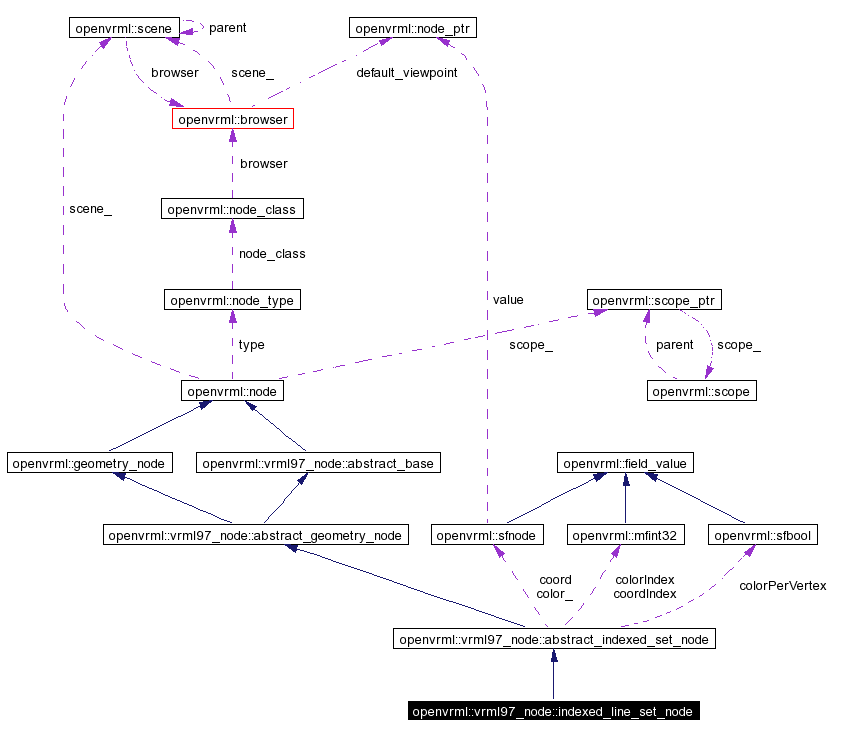 openvrml::scene
parent
openvrml::node_ptr
browser
scene_
default_viewpoint
openvrml::browser
browser
scene_
openvrml::node_class
node_class
openvrml::node_type
value
openvrml::scope_ptr
type
scope_
parent
scope_
openvrml::node
openvrml::scope
openvrml::geometry_node
openvrml::vrml97_node::abstract_base
openvrml::field_value
openvrml::vrml97_node::abstract_geometry_node
openvrml::sfnode
openvrml::mfint32
openvrml::sfbool
coord
color_
colorIndex
coordIndex
colorPerVertex
openvrml::vrml97_node::abstract_indexed_set_node
openvrml::vrml97_node::indexed_line_set_node